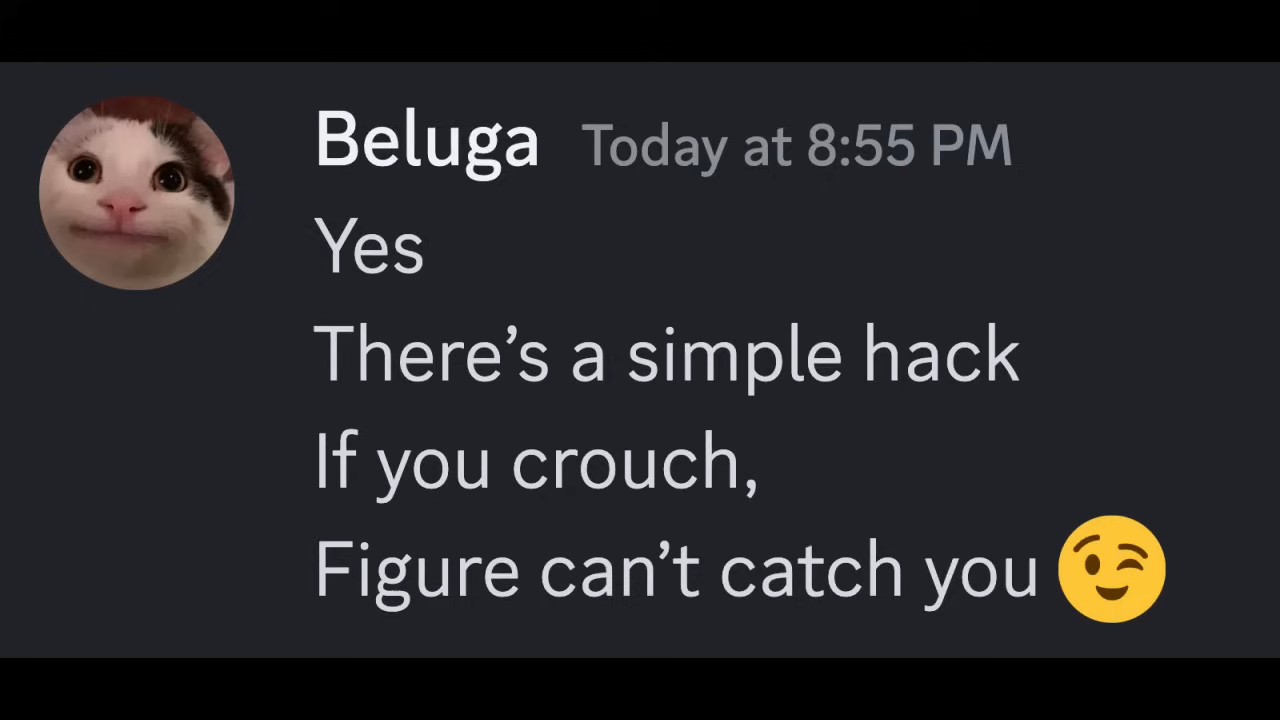 Beluga Today at 8:55 PM
Yes
There’s a simple hack
If you crouch,
Figure can’t catch you 😉